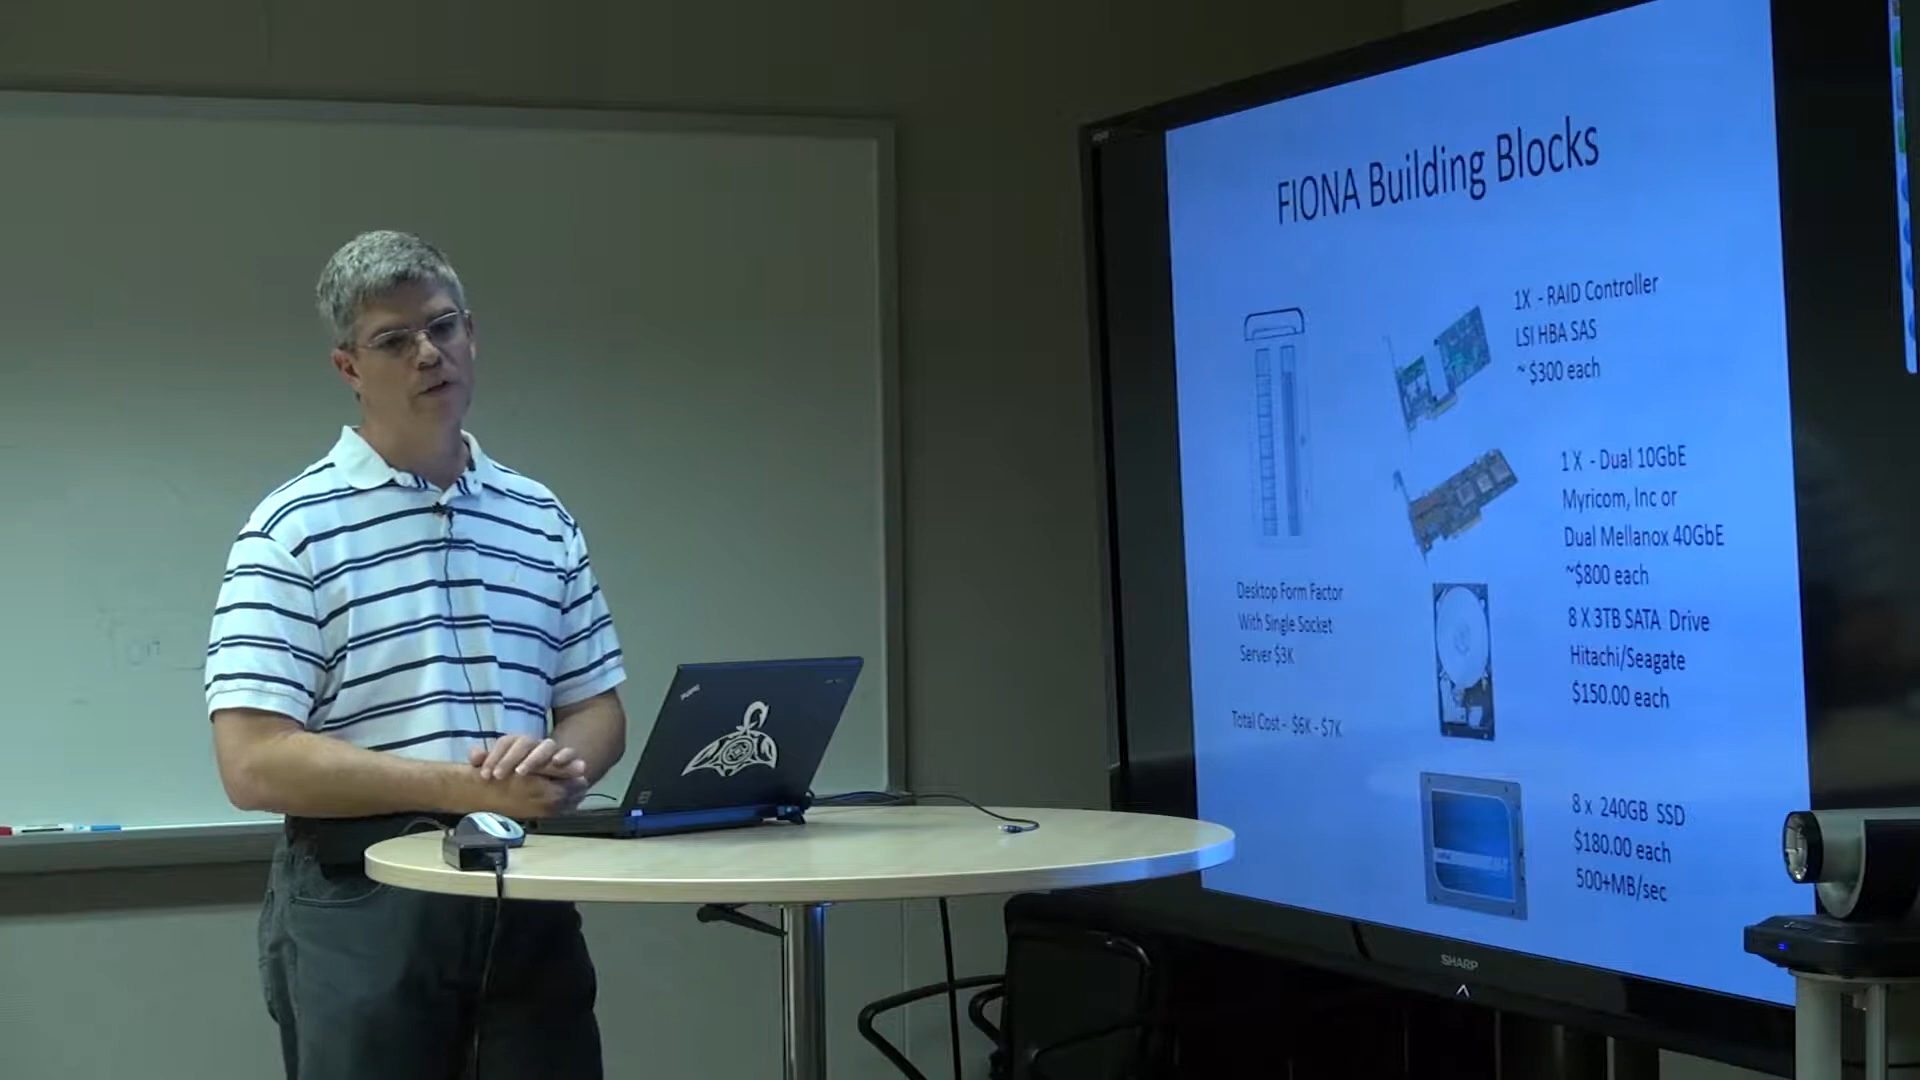 FIONA Building Blocks
1X - RAID Controller
LSI HBA SAS
~ $300 each
1 X - Dual 10GbE
Myricom, Inc or
Dual Mellanox 40GbE
~$800 each
Desktop Form Factor
With Single Socket
Server $3K
8 X 3TB SATA Drive
Hitachi/Seagate
$150.00 each
Total Cost - $6K - $7K
8 x 240GB SSD
$180.00 each
500+MB/sec
SHARP
ThinkPad